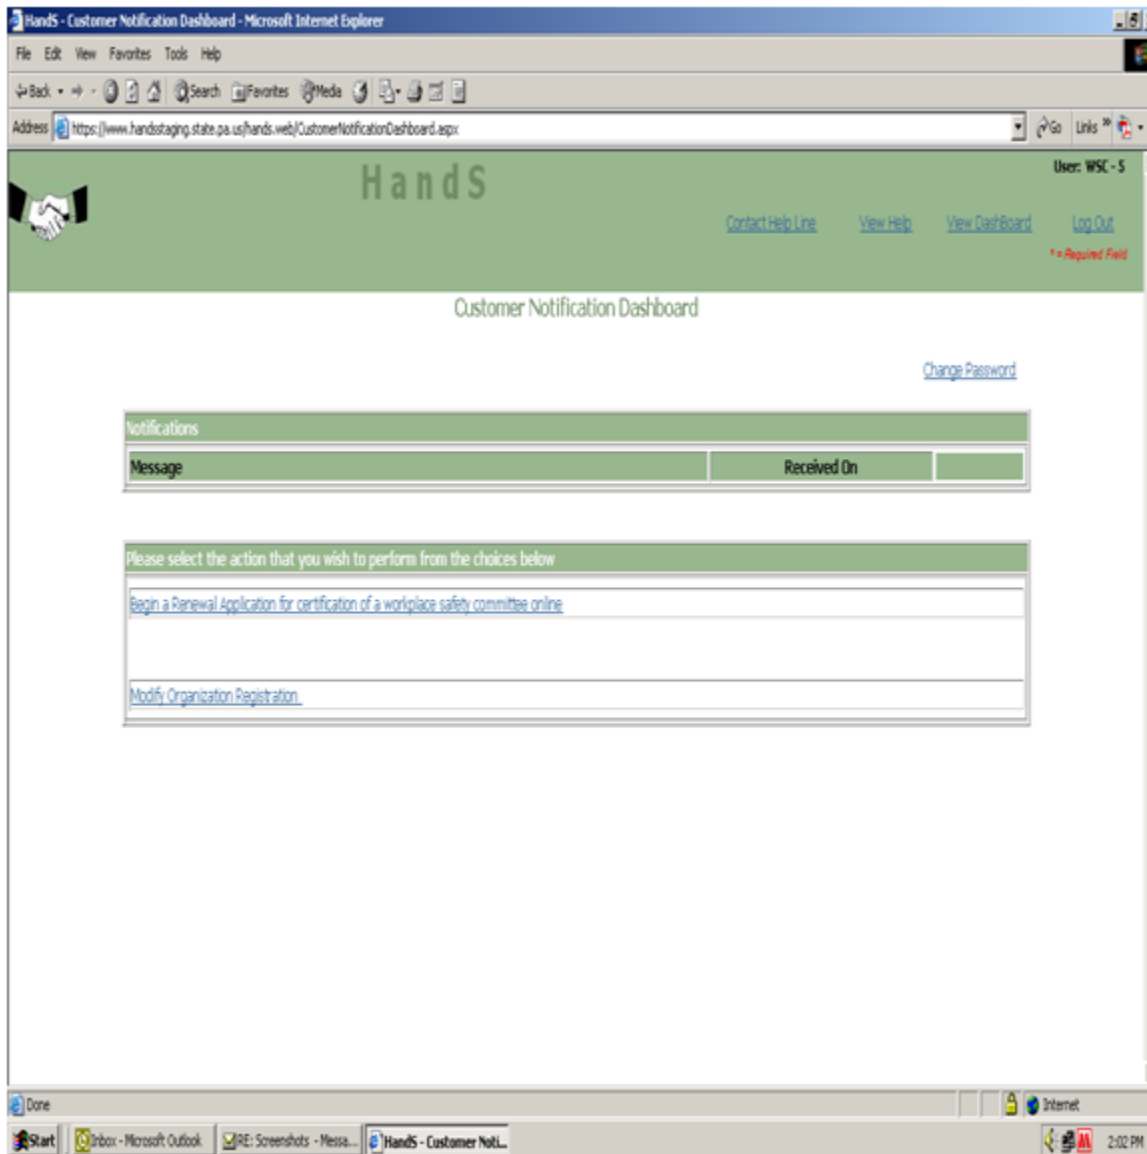 HandS - Customer Notification Dashboard - Microsoft Internet Explorer
File Edit View Favorites Tools Help
Back Search Favorites Media
Address https://www.handsstaging.state.pa.us/hands.web/CustomerNotificationDashboard.aspx Go Links »
User: WSC - 5
HandS
Contact Help Line View Help View DashBoard Log Out
* = Required Field
Customer Notification Dashboard
Change Password
Notifications
Message Received On
Please select the action that you wish to perform from the choices below
Begin a Renewal Application for certification of a workplace safety committee online
Modify Organization Registration
Done Internet
Start Inbox - Microsoft Outlook RE: Screenshots - Messa... HandS - Customer Noti... 2:02 PM